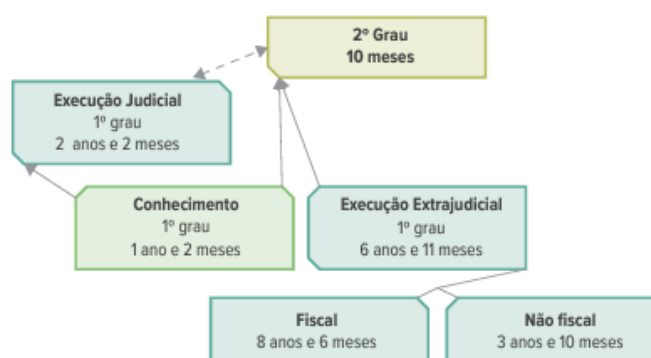 2º Grau
10 meses
Execução Judicial
1º grau
2 anos e 2 meses
Conhecimento
1º grau
1 ano e 2 meses
Execução Extrajudicial
1º grau
6 anos e 11 meses
Fiscal
8 anos e 6 meses
Não fiscal
3 anos e 10 meses